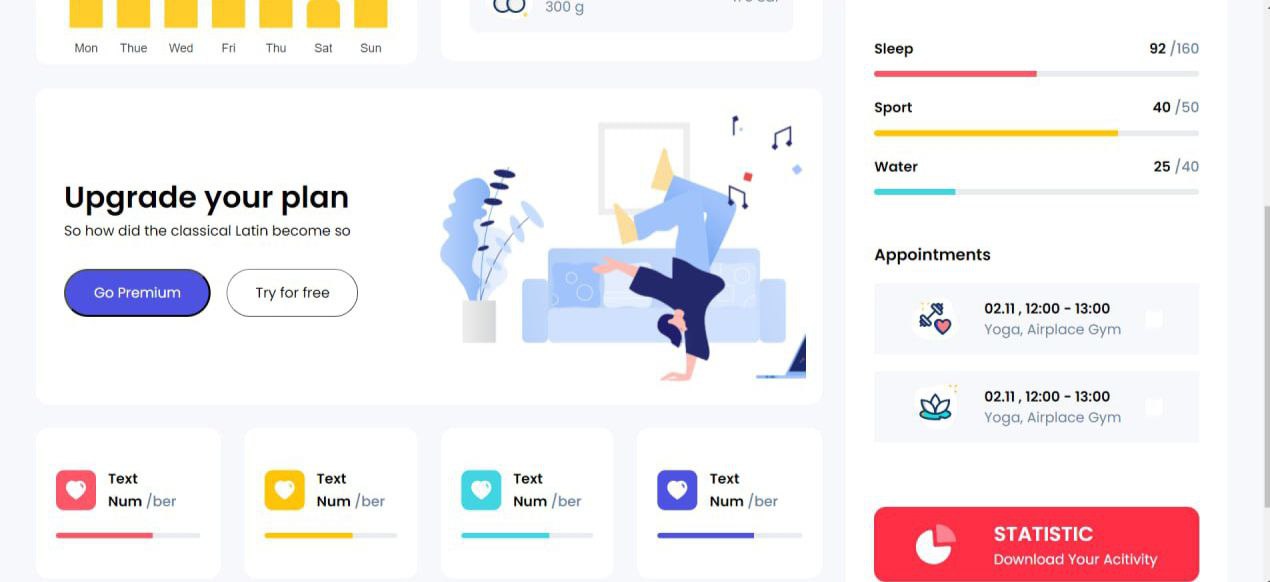 300 g
Mon Thue Wed Fri Thu Sat Sun
Upgrade your plan
So how did the classical Latin become so
Go Premium
Try for free
Text
Num /ber
Text
Num /ber
Text
Num /ber
Text
Num /ber
Sleep 92 /160
Sport 40 /50
Water 25 /40
Appointments
02.11 , 12:00 - 13:00
Yoga, Airplace Gym
02.11 , 12:00 - 13:00
Yoga, Airplace Gym
STATISTIC
Download Your Acitivity